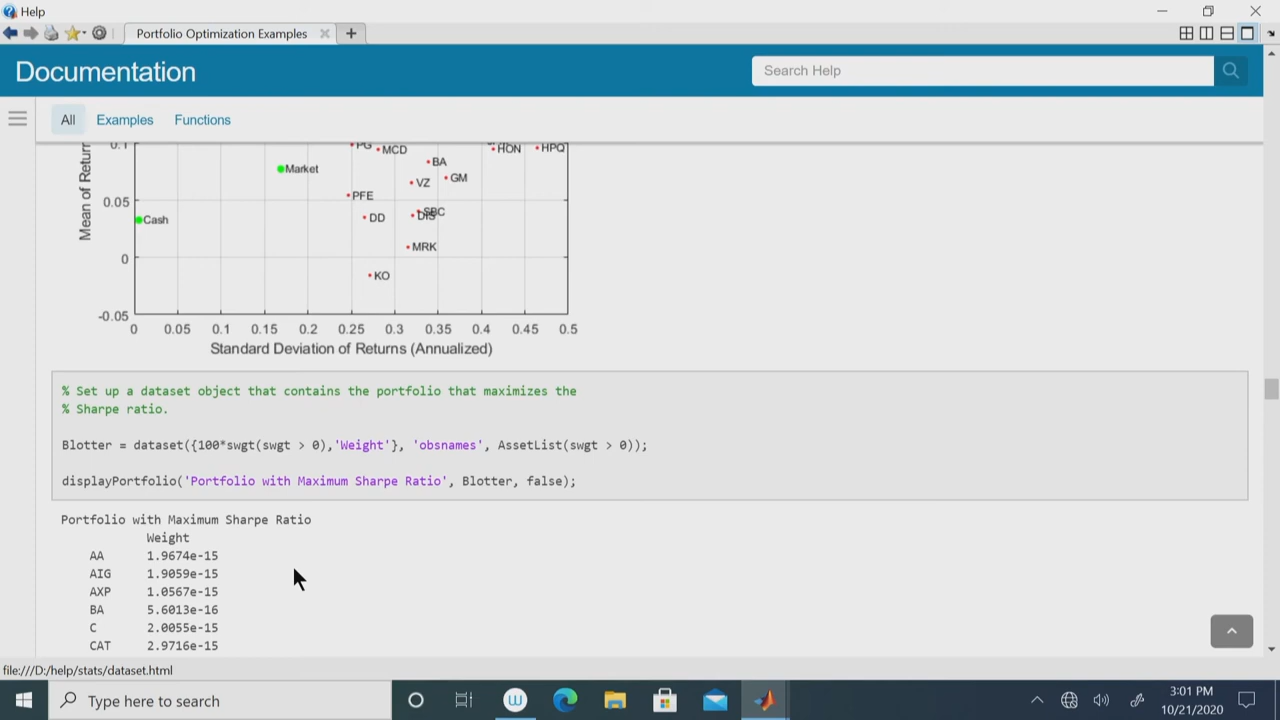 Help
Portfolio Optimization Examples
Documentation
Search Help
All Examples Functions
Mean of Return
0.1
0.05
0
-0.05
PG
MCD
HON
HPQ
BA
Market
VZ
GM
PFE
SBC
DIS
DD
Cash
MRK
KO
0 0.05 0.1 0.15 0.2 0.25 0.3 0.35 0.4 0.45 0.5
Standard Deviation of Returns (Annualized)
% Set up a dataset object that contains the portfolio that maximizes the
% Sharpe ratio.
Blotter = dataset({100*swgt(swgt > 0),'Weight'}, 'obsnames', AssetList(swgt > 0));
displayPortfolio('Portfolio with Maximum Sharpe Ratio', Blotter, false);
Portfolio with Maximum Sharpe Ratio
Weight
AA 1.9674e-15
AIG 1.9059e-15
AXP 1.0567e-15
BA 5.6013e-16
C 2.0055e-15
CAT 2.9716e-15
file:///D:/help/stats/dataset.html
Type here to search
3:01 PM
10/21/2020